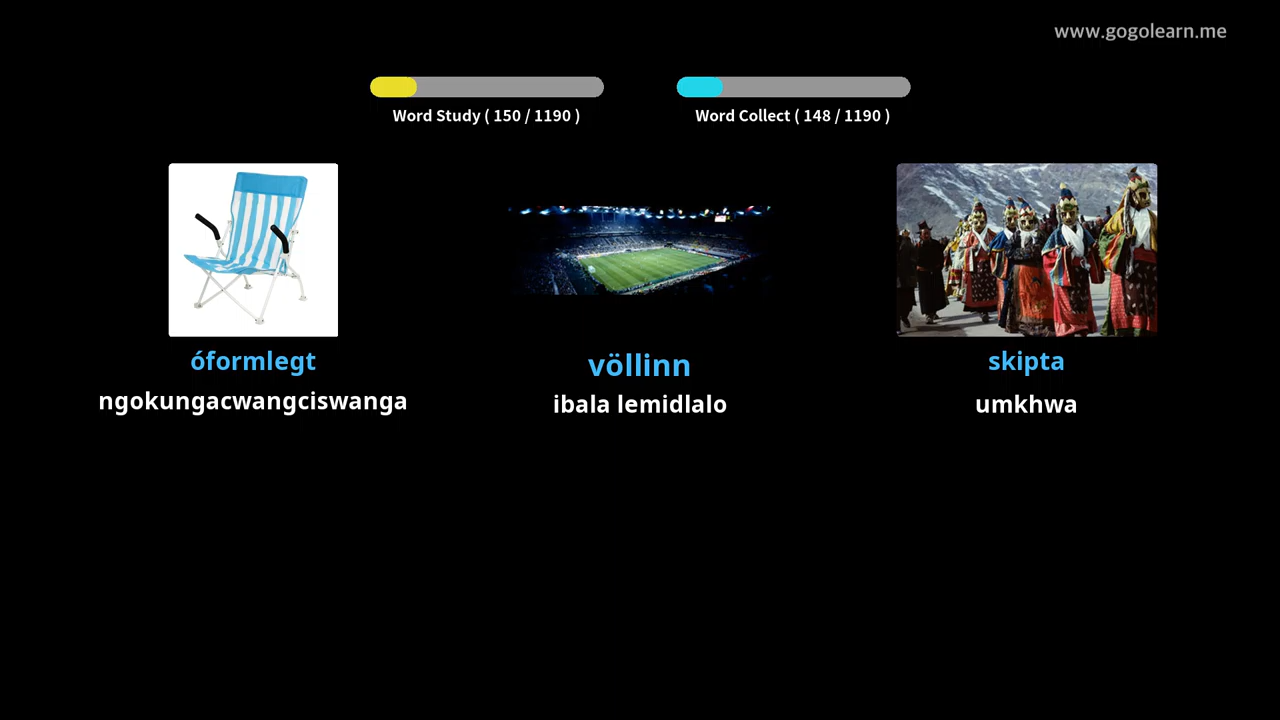 www.gogolearn.me
Word Study ( 150 / 1190 )
Word Collect ( 148 / 1190 )
óformlegt
völlinn
skipta
ngokungacwangciswanga
ibala lemidlalo
umkhwa